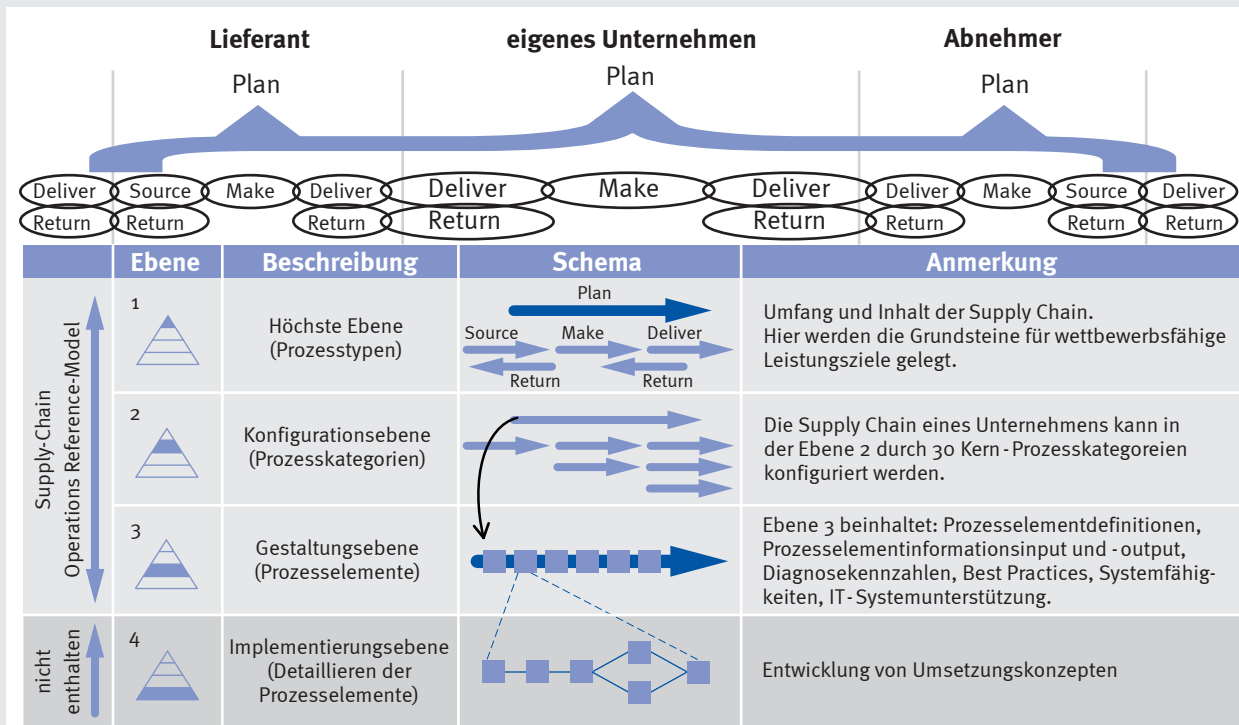 Lieferant eigenes Unternehmen Abnehmer
Plan Plan Plan
Deliver Source Make Deliver Deliver Make Deliver Deliver Make Source Deliver
Return Return Return Return Return Return Return Return
Ebene Beschreibung Schema Anmerkung
Supply-Chain
Operations Reference-Model
1
Höchste Ebene
(Prozesstypen)
Plan
Source Make Deliver
Return Return
Umfang und Inhalt der Supply Chain.
Hier werden die Grundsteine für wettbewerbsfähige
Leistungsziele gelegt.
2
Konfigurationsebene
(Prozesskategorien)
Die Supply Chain eines Unternehmens kann in
der Ebene 2 durch 30 Kern-Prozesskategoreien
konfiguriert werden.
3
Gestaltungsebene
(Prozesselemente)
Ebene 3 beinhaltet: Prozesselementdefinitionen,
Prozesselementinformationsinput und -output,
Diagnosekennzahlen, Best Practices, Systemfähig-
keiten, IT-Systemunterstützung.
nicht
enthalten
4
Implementierungsebene
(Detaillieren der
Prozesselemente)
Entwicklung von Umsetzungskonzepten